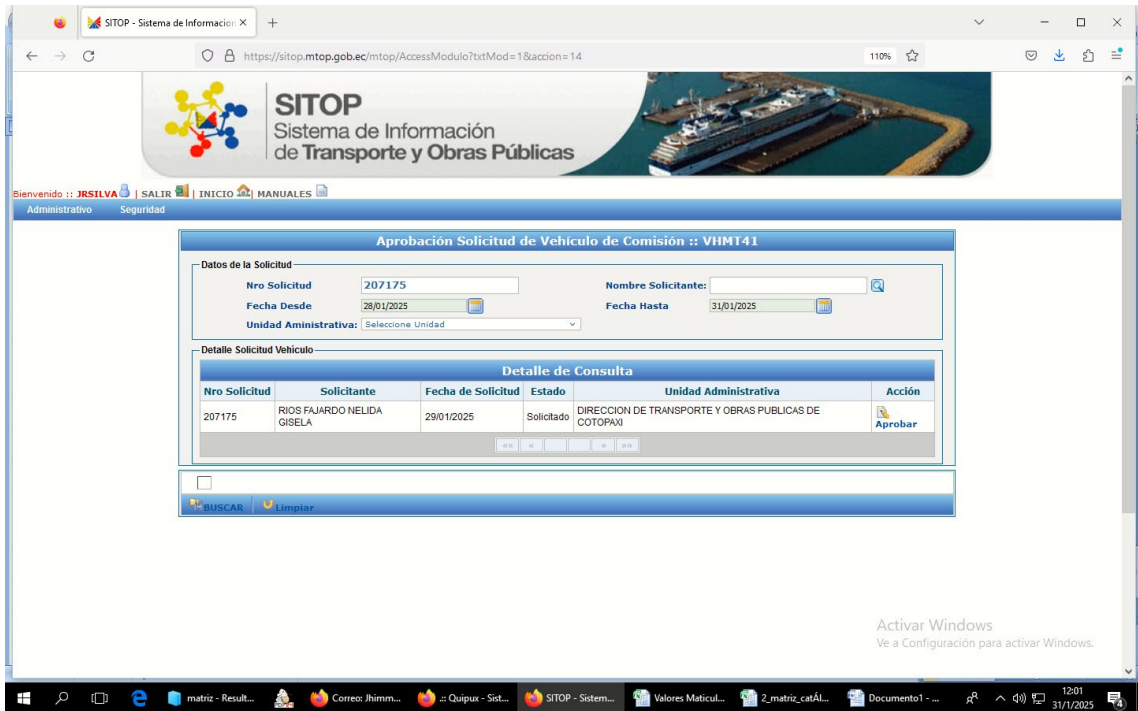 SITOP - Sistema de Informacion
https://sitop.mtop.gob.ec/mtop/AccessModulo?txtMod=1&accion=14
110%
SITOP
Sistema de Información
de Transporte y Obras Públicas
Bienvenido :: JRSILVA | SALIR | INICIO | MANUALES
Administrativo Seguridad
Aprobación Solicitud de Vehículo de Comisión :: VHMT41
Datos de la Solicitud
Nro Solicitud 207175 Nombre Solicitante:
Fecha Desde 28/01/2025 Fecha Hasta 31/01/2025
Unidad Aministrativa: Seleccione Unidad
Detalle Solicitud Vehiculo
Detalle de Consulta
Nro Solicitud Solicitante Fecha de Solicitud Estado Unidad Administrativa Acción
207175 RIOS FAJARDO NELIDA GISELA 29/01/2025 Solicitado DIRECCION DE TRANSPORTE Y OBRAS PUBLICAS DE COTOPAXI Aprobar
«« « » »»
BUSCAR Limpiar
Activar Windows
Ve a Configuración para activar Windows.
matriz - Result... Correo: Jhimm... .:: Quipux - Sist... SITOP - Sistem... Valores Maticul... 2_matriz_catÁl... Documento1 - ... 12:01
31/1/2025